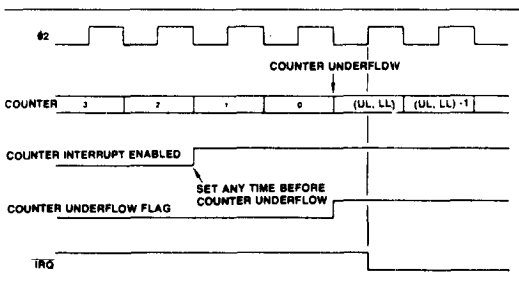 φ2
COUNTER UNDERFLOW
COUNTER 3 2 1 0 (UL, LL) (UL, LL) -1
COUNTER INTERRUPT ENABLED
SET ANY TIME BEFORE
COUNTER UNDERFLOW
COUNTER UNDERFLOW FLAG
IRQ